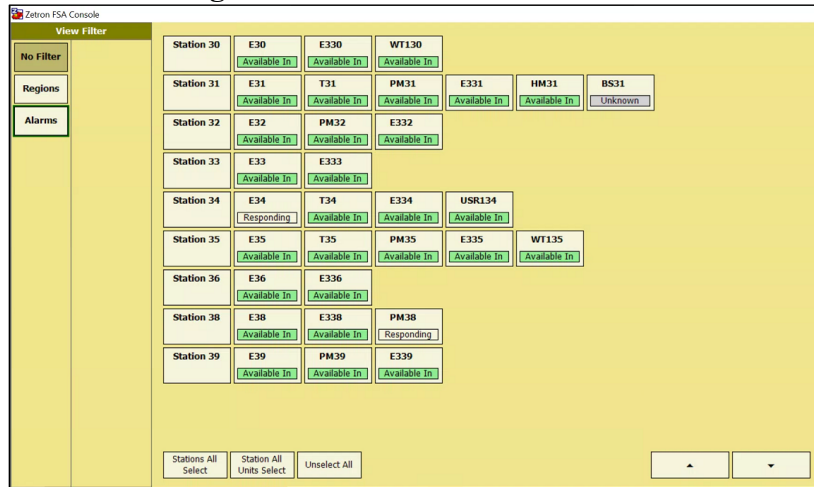 Zetron FSA Console
View Filter
No Filter
Regions
Alarms
Station 30 E30 E330 WT130
Available In Available In Available In
Station 31 E31 T31 PM31 E331 HM31 BS31
Available In Available In Available In Available In Available In Unknown
Station 32 E32 PM32 E332
Available In Available In Available In
Station 33 E33 E333
Available In Available In
Station 34 E34 T34 E334 USR134
Responding Available In Available In Available In
Station 35 E35 T35 PM35 E335 WT135
Available In Available In Available In Available In Available In
Station 36 E36 E336
Available In Available In
Station 38 E38 E338 PM38
Available In Available In Responding
Station 39 E39 PM39 E339
Available In Available In Available In
Stations All Station All Unselect All
Select Units Select